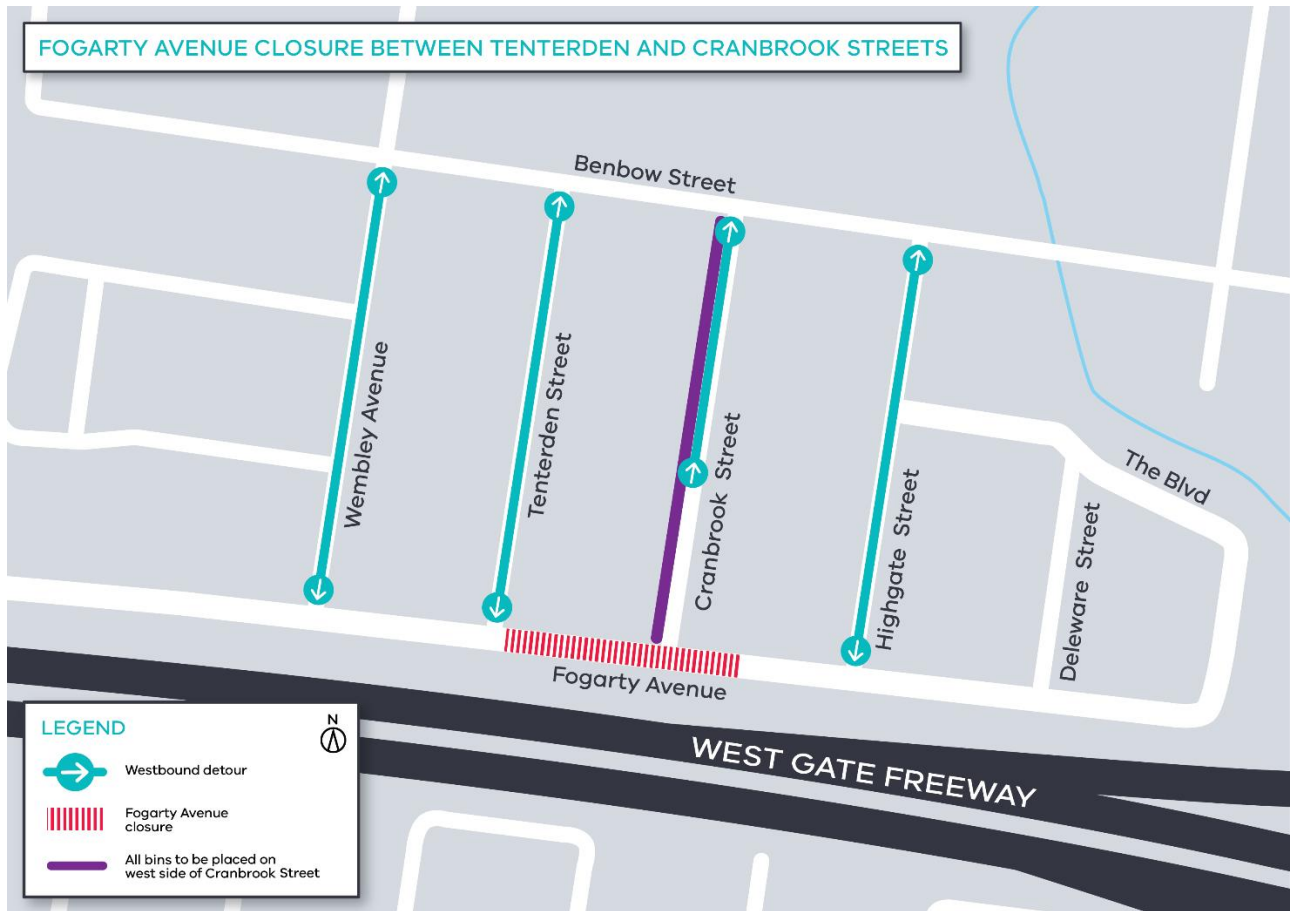 FOGARTY AVENUE CLOSURE BETWEEN TENTERDEN AND CRANBROOK STREETS
Benbow Street
Wembley Avenue
Tenterden Street
Cranbrook Street
Highgate Street
The Blvd
Deleware Street
Fogarty Avenue
WEST GATE FREEWAY
LEGEND
N
Westbound detour
Fogarty Avenue
closure
All bins to be placed on
west side of Cranbrook Street